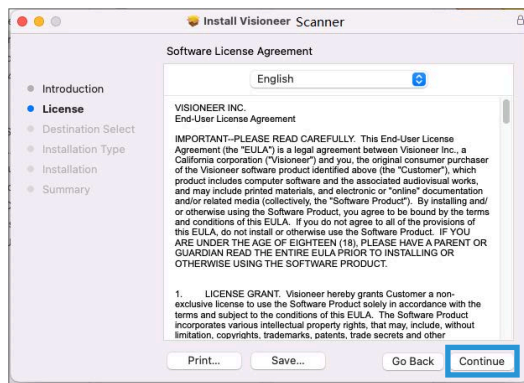 Install Visioneer Scanner
Software License Agreement
English
Introduction
License
Destination Select
Installation Type
Installation
Summary
VISIONEER INC.
End-User License Agreement
IMPORTANT--PLEASE READ CAREFULLY. This End-User License
Agreement (the "EULA") is a legal agreement between Visioneer Inc., a
California corporation ("Visioneer") and you, the original consumer purchaser
of the Visioneer software product identified above (the "Customer"), which
product includes computer software and the associated audiovisual works,
and may include printed materials, and electronic or "online" documentation
and/or related media (collectively, the "Software Product"). By installing and/
or otherwise using the Software Product, you agree to be bound by the terms
and conditions of this EULA. If you do not agree to all of the provisions of
this EULA, do not install or otherwise use the Software Product. IF YOU
ARE UNDER THE AGE OF EIGHTEEN (18), PLEASE HAVE A PARENT OR
GUARDIAN READ THE ENTIRE EULA PRIOR TO INSTALLING OR
OTHERWISE USING THE SOFTWARE PRODUCT.
1. LICENSE GRANT. Visioneer hereby grants Customer a non-
exclusive license to use the Software Product solely in accordance with the
terms and subject to the conditions of this EULA. The Software Product
incorporates various intellectual property rights, that may, include, without
limitation, copyrights, trademarks, patents, trade secrets and other
Print... Save... Go Back Continue